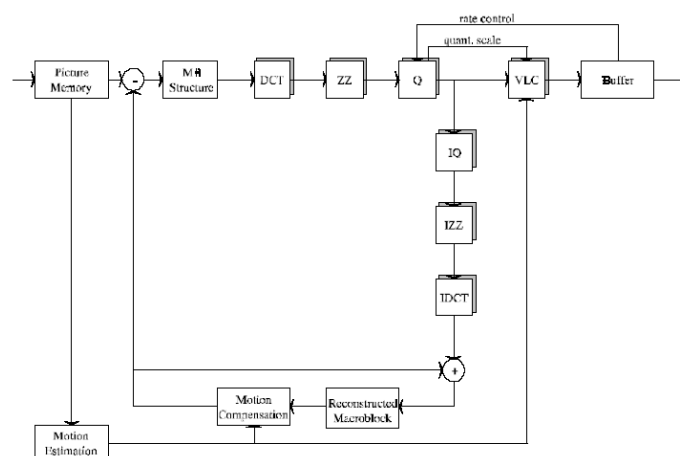 rate control
quant. scale
Picture
Memory
-
MB
Structure
DCT
ZZ
Q
VLC
Buffer
IQ
IZZ
IDCT
+
Motion
Compensation
Reconstructed
Macroblock
Motion
Estimation